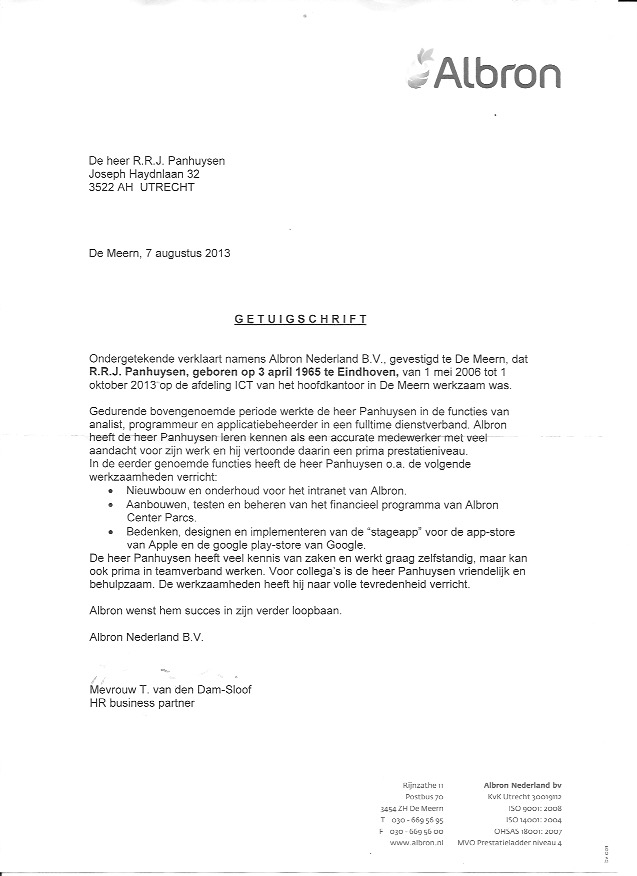 Albron
De heer R.R.J. Panhuysen
Joseph Haydnlaan 32
3522 AH UTRECHT
De Meern, 7 augustus 2013
GETUIGSCHRIFT
Ondergetekende verklaart namens Albron Nederland B.V., gevestigd te De Meern, dat
R.R.J. Panhuysen, geboren op 3 april 1965 te Eindhoven, van 1 mei 2006 tot 1
oktober 2013 op de afdeling ICT van het hoofdkantoor in De Meern werkzaam was.
Gedurende bovengenoemde periode werkte de heer Panhuysen in de functies van
analist, programmeur en applicatiebeheerder in een fulltime dienstverband. Albron
heeft de heer Panhuysen leren kennen als een accurate medewerker met veel
aandacht voor zijn werk en hij vertoonde daarin een prima prestatieniveau.
In de eerder genoemde functies heeft de heer Panhuysen o.a. de volgende
werkzaamheden verricht:
• Nieuwbouw en onderhoud voor het intranet van Albron.
• Aanbouwen, testen en beheren van het financieel programma van Albron
Center Parcs.
• Bedenken, designen en implementeren van de “stageapp” voor de app-store
van Apple en de google play-store van Google.
De heer Panhuysen heeft veel kennis van zaken en werkt graag zelfstandig, maar kan
ook prima in teamverband werken. Voor collega's is de heer Panhuysen vriendelijk en
behulpzaam. De werkzaamheden heeft hij naar volle tevredenheid verricht.
Albron wenst hem succes in zijn verder loopbaan.
Albron Nederland B.V.
Mevrouw T. van den Dam-Sloof
HR business partner
Rijnzathe 11
Postbus 70
3454 ZH De Meern
T 030 - 669 56 95
F 030 - 669 56 00
www.albron.nl
Albron Nederland bv
KvK Utrecht 30019112
ISO 9001: 2008
ISO 14001: 2004
OHSAS 18001: 2007
MVO Prestatieladder niveau 4